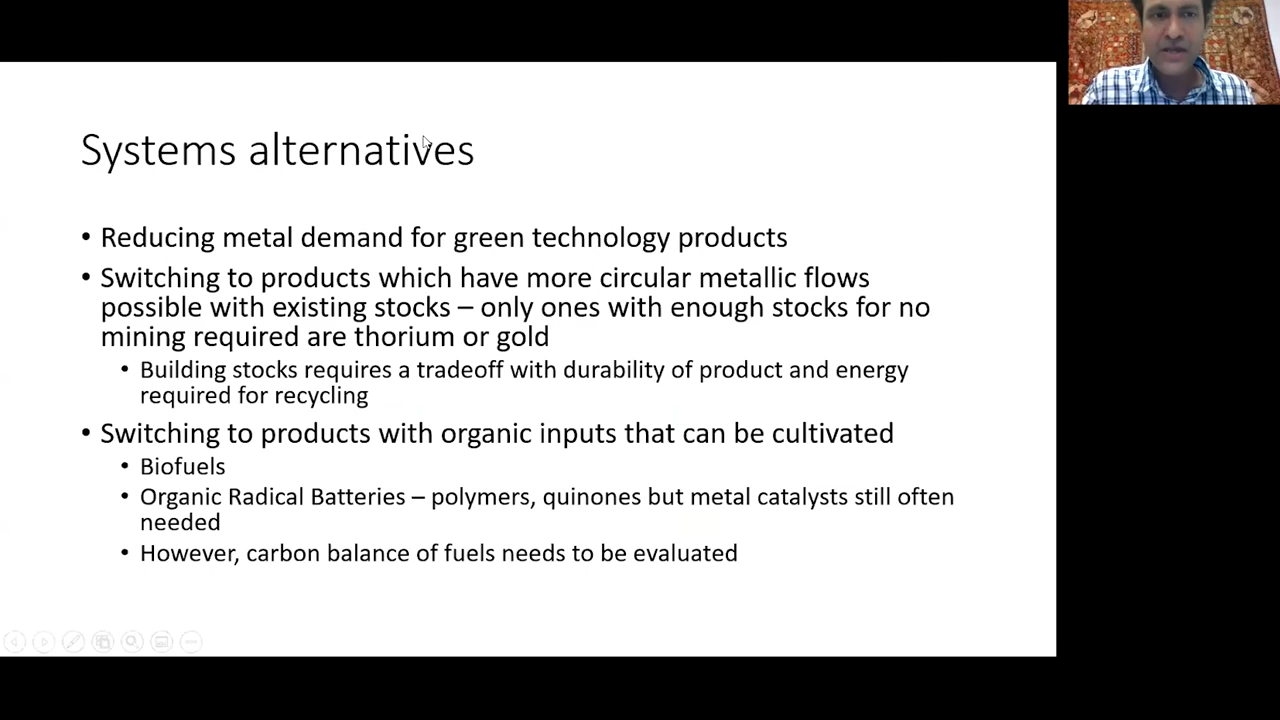 Systems alternatives
• Reducing metal demand for green technology products
• Switching to products which have more circular metallic flows
possible with existing stocks – only ones with enough stocks for no
mining required are thorium or gold
• Building stocks requires a tradeoff with durability of product and energy
required for recycling
• Switching to products with organic inputs that can be cultivated
• Biofuels
• Organic Radical Batteries – polymers, quinones but metal catalysts still often
needed
• However, carbon balance of fuels needs to be evaluated